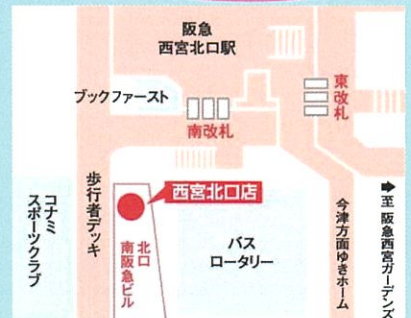 阪急
西宮北口駅
ブックファースト
南改札
東改札
西宮北口店
歩行者デッキ
コナミ
スポーツクラブ
北口
南阪急ビル
バス
ロータリー
今津方面ゆきホーム
➡至 阪急西宮ガーデンズ